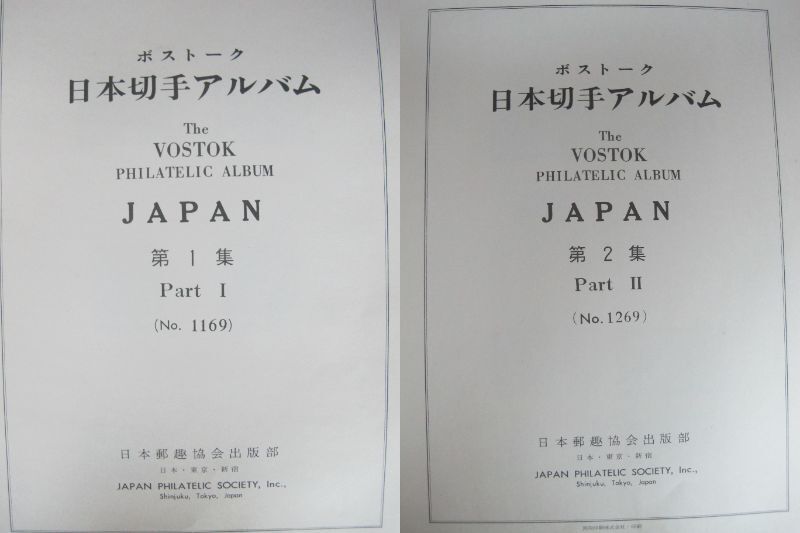 ボストーク
日本切手アルバム
The
VOSTOK
PHILATELIC ALBUM
JAPAN
第 1 集
Part I
(No. 1169)
日本郵趣協会出版部
日本・東京・新宿
JAPAN PHILATELIC SOCIETY, Inc.,
Shinjuku, Tokyo, Japan
ボストーク
日本切手アルバム
The
VOSTOK
PHILATELIC ALBUM
JAPAN
第 2 集
Part II
(No. 1269)
日本郵趣協会出版部
日本・東京・新宿
JAPAN PHILATELIC SOCIETY, Inc.,
Shinjuku, Tokyo, Japan